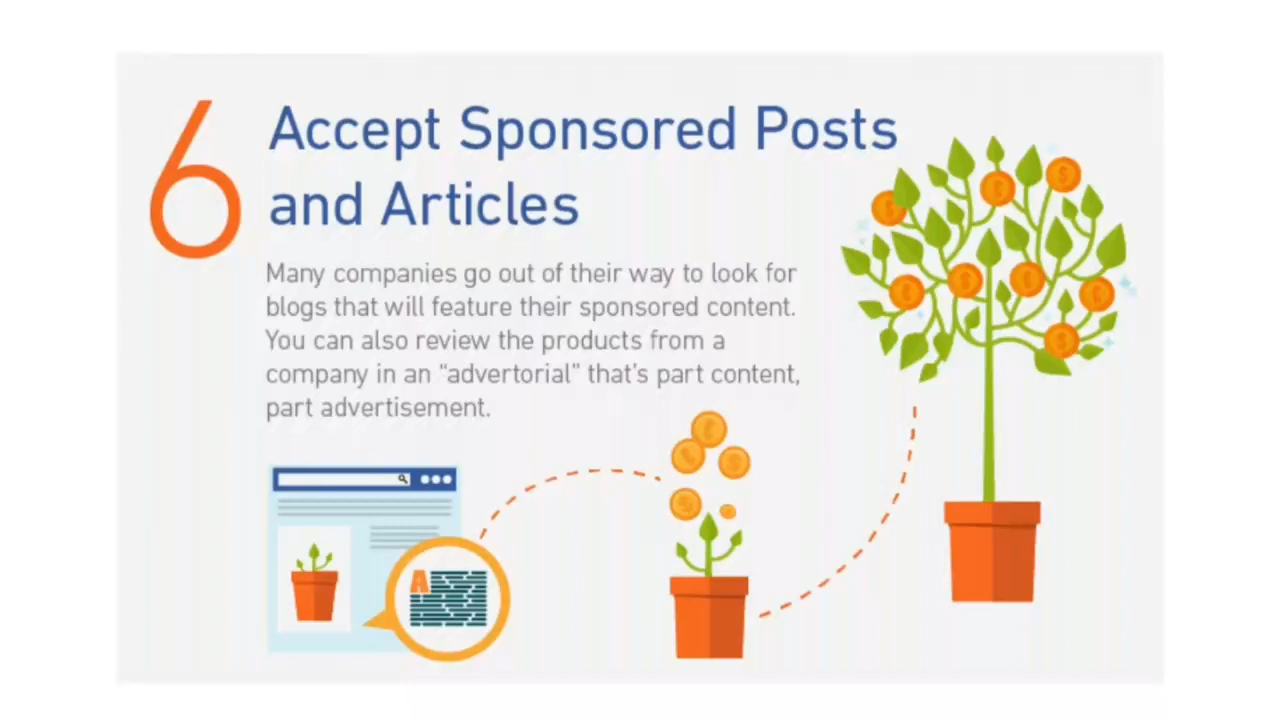 6
Accept Sponsored Posts
and Articles
Many companies go out of their way to look for
blogs that will feature their sponsored content.
You can also review the products from a
company in an “advertorial” that’s part content,
part advertisement.
A